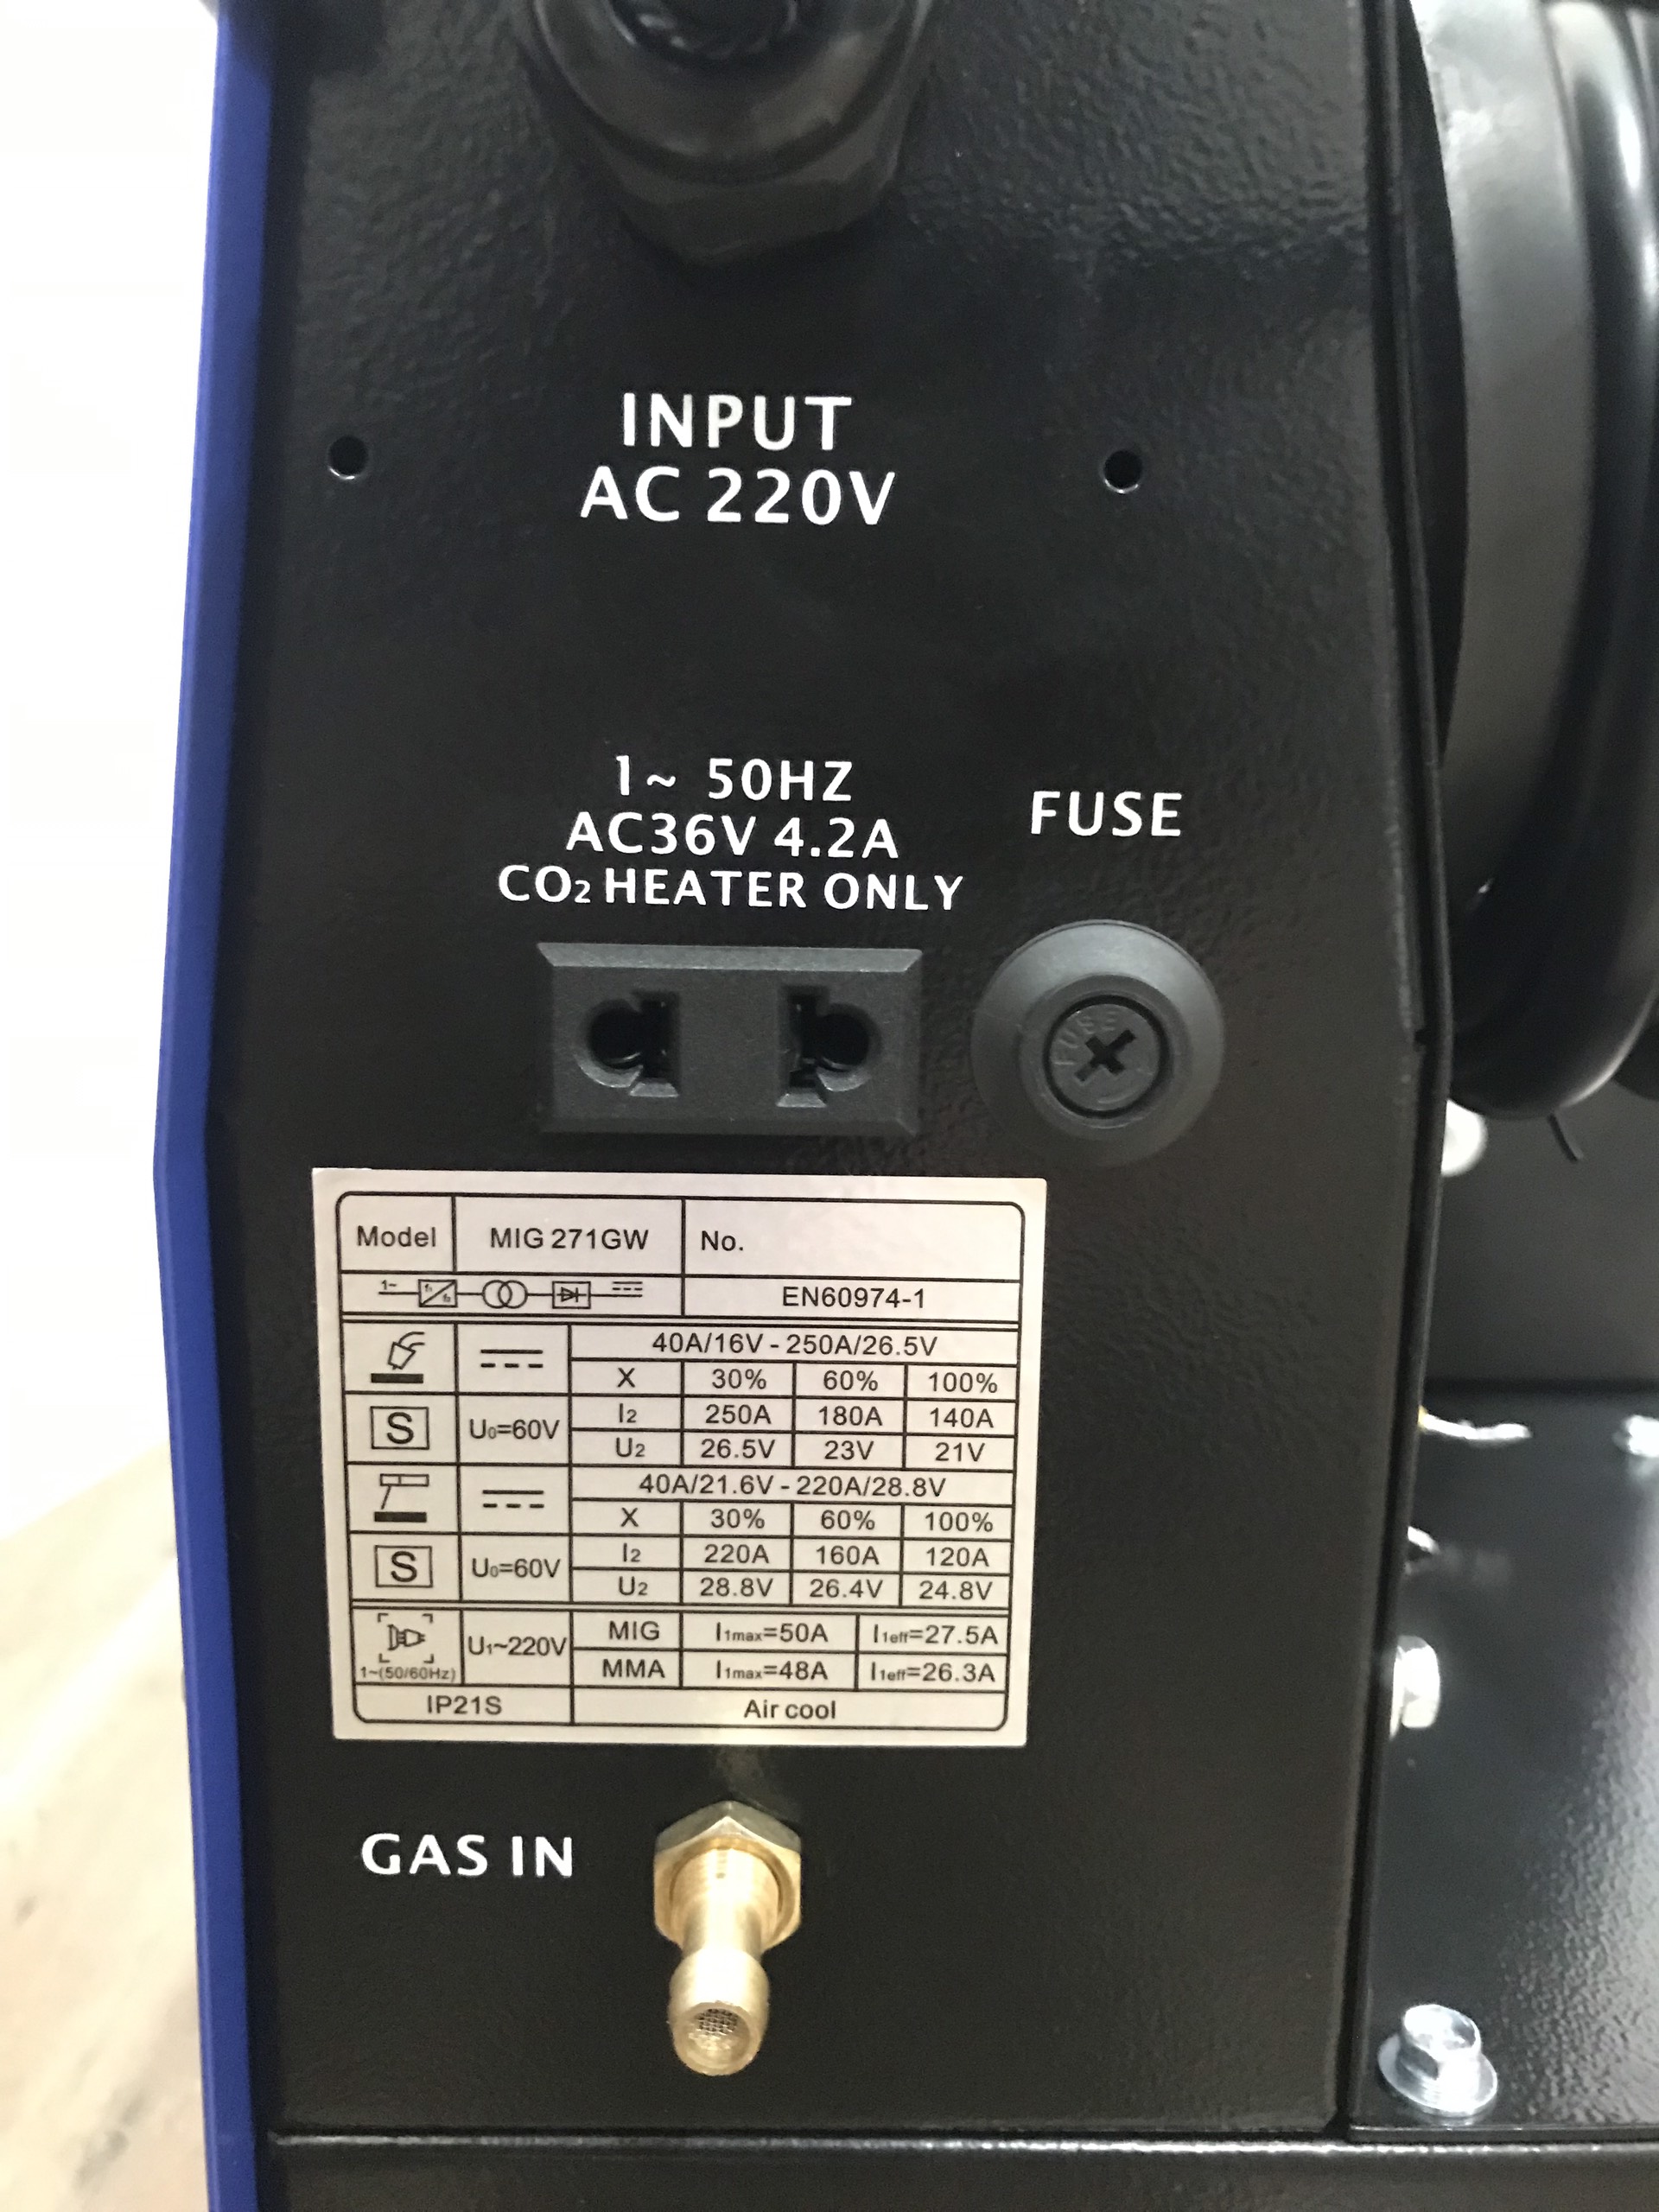 INPUT
AC 220V
1~ 50HZ
AC36V 4.2A
CO₂ HEATER ONLY
FUSE
FUSE
Model MIG 271GW No.
1~ f₁ f₂ EN60974-1
40A/16V - 250A/26.5V
X 30% 60% 100%
S U₀=60V I₂ 250A 180A 140A
U₂ 26.5V 23V 21V
40A/21.6V - 220A/28.8V
X 30% 60% 100%
S U₀=60V I₂ 220A 160A 120A
U₂ 28.8V 26.4V 24.8V
U₁~220V MIG I₁max=50A I₁eff=27.5A
1~(50/60Hz) MMA I₁max=48A I₁eff=26.3A
IP21S Air cool
GAS IN